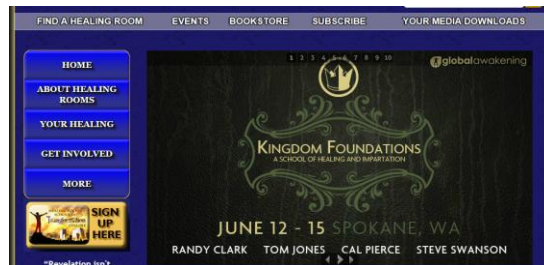 FIND A HEALING ROOM EVENTS BOOKSTORE SUBSCRIBE YOUR MEDIA DOWNLOADS
HOME
ABOUT HEALING
ROOMS
YOUR HEALING
GET INVOLVED
MORE
SIGN
UP
HERE
"Revelation isn't
1 2 3 4 5 6 7 8 9 10
globalawakening
KINGDOM FOUNDATIONS
A SCHOOL OF HEALING AND IMPARTATION
JUNE 12 - 15 SPOKANE, WA
RANDY CLARK TOM JONES CAL PIERCE STEVE SWANSON